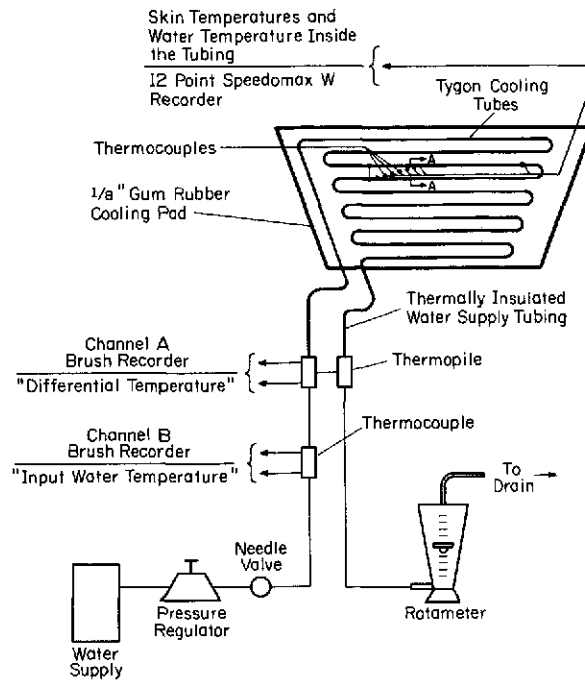 Skin Temperatures and
Water Temperature Inside
the Tubing
12 Point Speedomax W
Recorder
Tygon Cooling
Tubes
Thermocouples
A
A
1/8" Gum Rubber
Cooling Pad
Thermally Insulated
Water Supply Tubing
Channel A
Brush Recorder
"Differential Temperature"
Thermopile
Channel B
Brush Recorder
"Input Water Temperature"
Thermocouple
To
Drain
Needle
Valve
Pressure
Regulator
Rotameter
Water
Supply